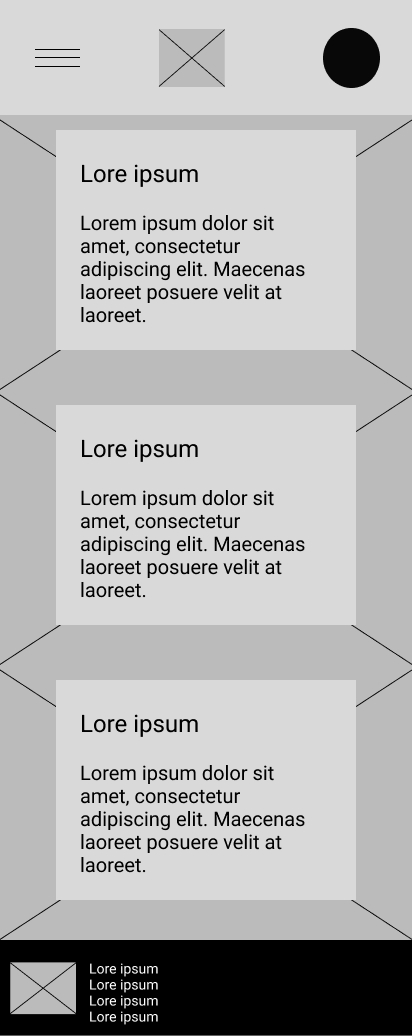 Lore ipsum
Lorem ipsum dolor sit
amet, consectetur
adipiscing elit. Maecenas
laoreet posuere velit at
laoreet.
Lore ipsum
Lorem ipsum dolor sit
amet, consectetur
adipiscing elit. Maecenas
laoreet posuere velit at
laoreet.
Lore ipsum
Lorem ipsum dolor sit
amet, consectetur
adipiscing elit. Maecenas
laoreet posuere velit at
laoreet.
Lore ipsum
Lore ipsum
Lore ipsum
Lore ipsum